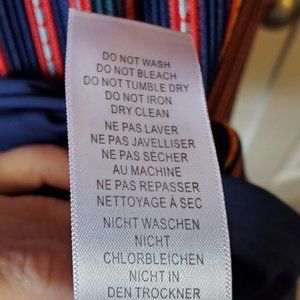 DO NOT WASH
DO NOT BLEACH
DO NOT TUMBLE DRY
DO NOT IRON
DRY CLEAN
NE PAS LAVER
NE PAS JAVELLISER
NE PAS SÈCHER
AU MACHINE
NE PAS REPASSER
NETTOYAGE À SEC
NICHT WASCHEN
NICHT
CHLORBLEICHEN
NICHT IN
DEN TROCKNER